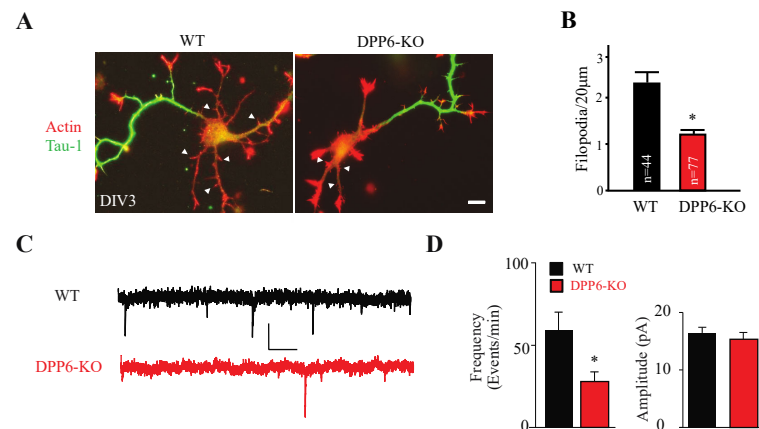 A
WT
DPP6-KO
Actin
Tau-1
DIV3
B
Filopodia/20µm
3
2
1
0
n=44
n=77
*
WT
DPP6-KO
C
WT
DPP6-KO
D
WT
DPP6-KO
Frequency
(Events/min)
100
50
0
*
Amplitude (pA)
20
10
0